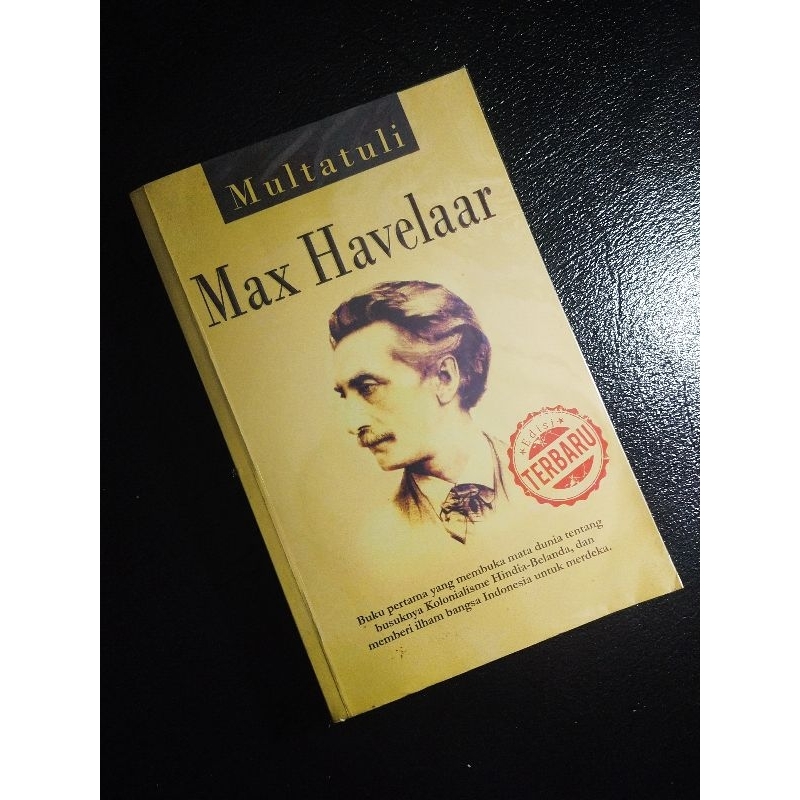 Multatuli
Max Havelaar
Edisi
TERBARU
Buku pertama yang membuka mata dunia tentang
busuknya Kolonialisme Hindia-Belanda, dan
memberi ilham bangsa Indonesia untuk merdeka.